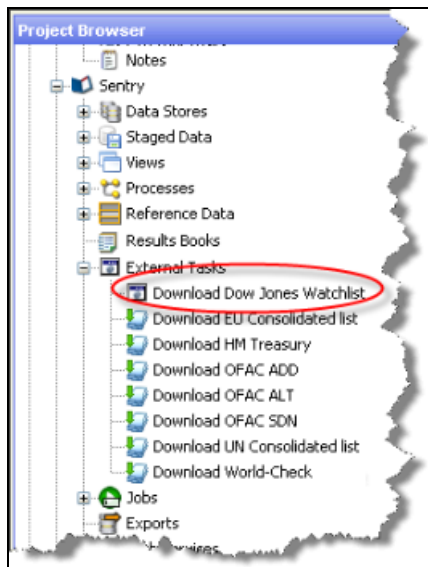 Project Browser
Notes
Sentry
Data Stores
Staged Data
Views
Processes
Reference Data
Results Books
External Tasks
Download Dow Jones Watchlist
Download EU Consolidated list
Download HM Treasury
Download OFAC ADD
Download OFAC ALT
Download OFAC SDN
Download UN Consolidated list
Download World-Check
Jobs
Exports